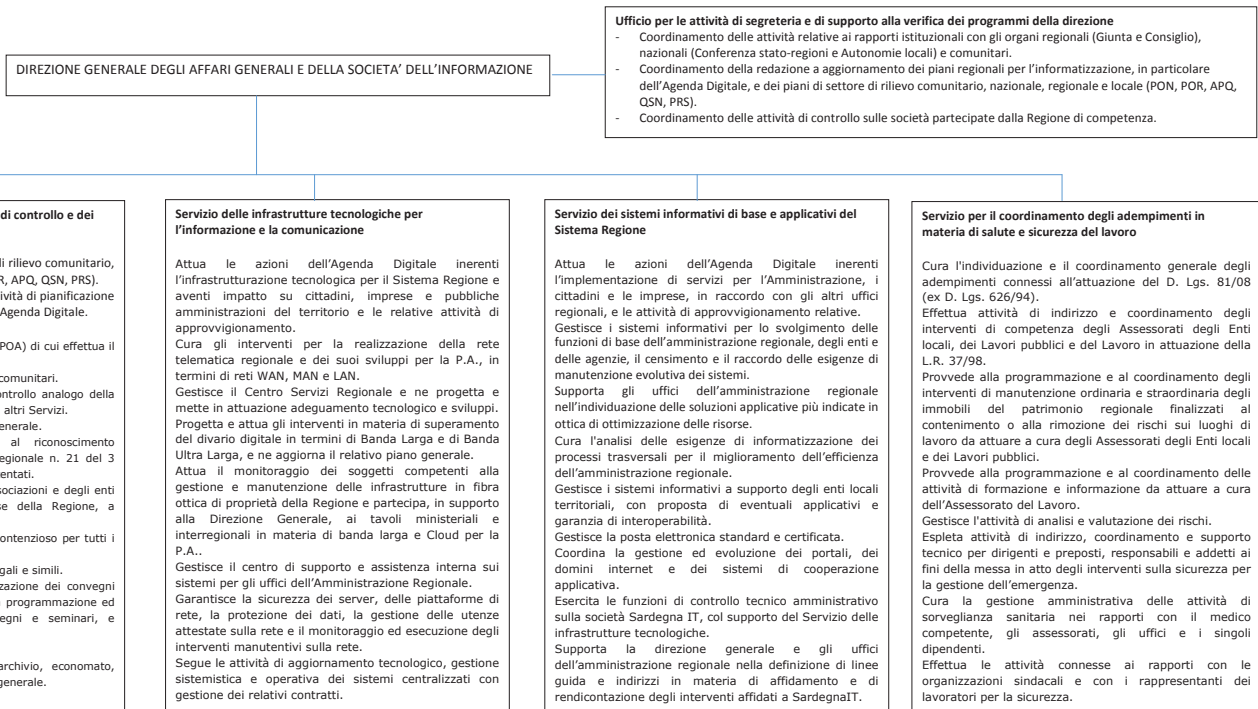 Ufficio per le attività di segreteria e di supporto alla verifica dei programmi della direzione
- Coordinamento delle attività relative ai rapporti istituzionali con gli organi regionali (Giunta e Consiglio),
nazionali (Conferenza stato-regioni e Autonomie locali) e comunitari.
- Coordinamento della redazione a aggiornamento dei piani regionali per l'informatizzazione, in particolare
dell'Agenda Digitale, e dei piani di settore di rilievo comunitario, nazionale, regionale e locale (PON, POR, APQ,
QSN, PRS).
- Coordinamento delle attività di controllo sulle società partecipate dalla Regione di competenza.
DIREZIONE GENERALE DEGLI AFFARI GENERALI E DELLA SOCIETA' DELL'INFORMAZIONE
di controllo e dei
di rilievo comunitario,
R, APQ, QSN, PRS).
ività di pianificazione
Agenda Digitale.
POA) di cui effettua il
comunitari.
ontrollo analogo della
altri Servizi.
enerale.
al riconoscimento
egionale n. 21 del 3
entati.
sociazioni e degli enti
se della Regione, a
ontenzioso per tutti i
gali e simili.
zazione dei convegni
programmazione ed
egni e seminari, e
archivio, economato,
generale.
Servizio delle infrastrutture tecnologiche per
l'informazione e la comunicazione
Attua le azioni dell'Agenda Digitale inerenti
l'infrastrutturazione tecnologica per il Sistema Regione e
aventi impatto su cittadini, imprese e pubbliche
amministrazioni del territorio e le relative attività di
approvvigionamento.
Cura gli interventi per la realizzazione della rete
telematica regionale e dei suoi sviluppi per la P.A., in
termini di reti WAN, MAN e LAN.
Gestisce il Centro Servizi Regionale e ne progetta e
mette in attuazione adeguamento tecnologico e sviluppi.
Progetta e attua gli interventi in materia di superamento
del divario digitale in termini di Banda Larga e di Banda
Ultra Larga, e ne aggiorna il relativo piano generale.
Attua il monitoraggio dei soggetti competenti alla
gestione e manutenzione delle infrastrutture in fibra
ottica di proprietà della Regione e partecipa, in supporto
alla Direzione Generale, ai tavoli ministeriali e
interregionali in materia di banda larga e Cloud per la
P.A..
Gestisce il centro di supporto e assistenza interna sui
sistemi per gli uffici dell'Amministrazione Regionale.
Garantisce la sicurezza dei server, delle piattaforme di
rete, la protezione dei dati, la gestione delle utenze
attestate sulla rete e il monitoraggio ed esecuzione degli
interventi manutentivi sulla rete.
Segue le attività di aggiornamento tecnologico, gestione
sistemistica e operativa dei sistemi centralizzati con
gestione dei relativi contratti.
Servizio dei sistemi informativi di base e applicativi del
Sistema Regione
Attua le azioni dell'Agenda Digitale inerenti
l'implementazione di servizi per l'Amministrazione, i
cittadini e le imprese, in raccordo con gli altri uffici
regionali, e le attività di approvvigionamento relative.
Gestisce i sistemi informativi per lo svolgimento delle
funzioni di base dell'amministrazione regionale, degli enti e
delle agenzie, il censimento e il raccordo delle esigenze di
manutenzione evolutiva dei sistemi.
Supporta gli uffici dell'amministrazione regionale
nell'individuazione delle soluzioni applicative più indicate in
ottica di ottimizzazione delle risorse.
Cura l'analisi delle esigenze di informatizzazione dei
processi trasversali per il miglioramento dell'efficienza
dell'amministrazione regionale.
Gestisce i sistemi informativi a supporto degli enti locali
territoriali, con proposta di eventuali applicativi e
garanzia di interoperabilità.
Gestisce la posta elettronica standard e certificata.
Coordina la gestione ed evoluzione dei portali, dei
domini internet e dei sistemi di cooperazione
applicativa.
Esercita le funzioni di controllo tecnico amministrativo
sulla società Sardegna IT, col supporto del Servizio delle
infrastrutture tecnologiche.
Supporta la direzione generale e gli uffici
dell'amministrazione regionale nella definizione di linee
guida e indirizzi in materia di affidamento e di
rendicontazione degli interventi affidati a SardegnaIT.
Servizio per il coordinamento degli adempimenti in
materia di salute e sicurezza del lavoro
Cura l'individuazione e il coordinamento generale degli
adempimenti connessi all'attuazione del D. Lgs. 81/08
(ex D. Lgs. 626/94).
Effettua attività di indirizzo e coordinamento degli
interventi di competenza degli Assessorati degli Enti
locali, dei Lavori pubblici e del Lavoro in attuazione della
L.R. 37/98.
Provvede alla programmazione e al coordinamento degli
interventi di manutenzione ordinaria e straordinaria degli
immobili del patrimonio regionale finalizzati al
contenimento o alla rimozione dei rischi sui luoghi di
lavoro da attuare a cura degli Assessorati degli Enti locali
e dei Lavori pubblici.
Provvede alla programmazione e al coordinamento delle
attività di formazione e informazione da attuare a cura
dell'Assessorato del Lavoro.
Gestisce l'attività di analisi e valutazione dei rischi.
Espleta attività di indirizzo, coordinamento e supporto
tecnico per dirigenti e preposti, responsabili e addetti ai
fini della messa in atto degli interventi sulla sicurezza per
la gestione dell'emergenza.
Cura la gestione amministrativa delle attività di
sorveglianza sanitaria nei rapporti con il medico
competente, gli assessorati, gli uffici e i singoli
dipendenti.
Effettua le attività connesse ai rapporti con le
organizzazioni sindacali e con i rappresentanti dei
lavoratori per la sicurezza.